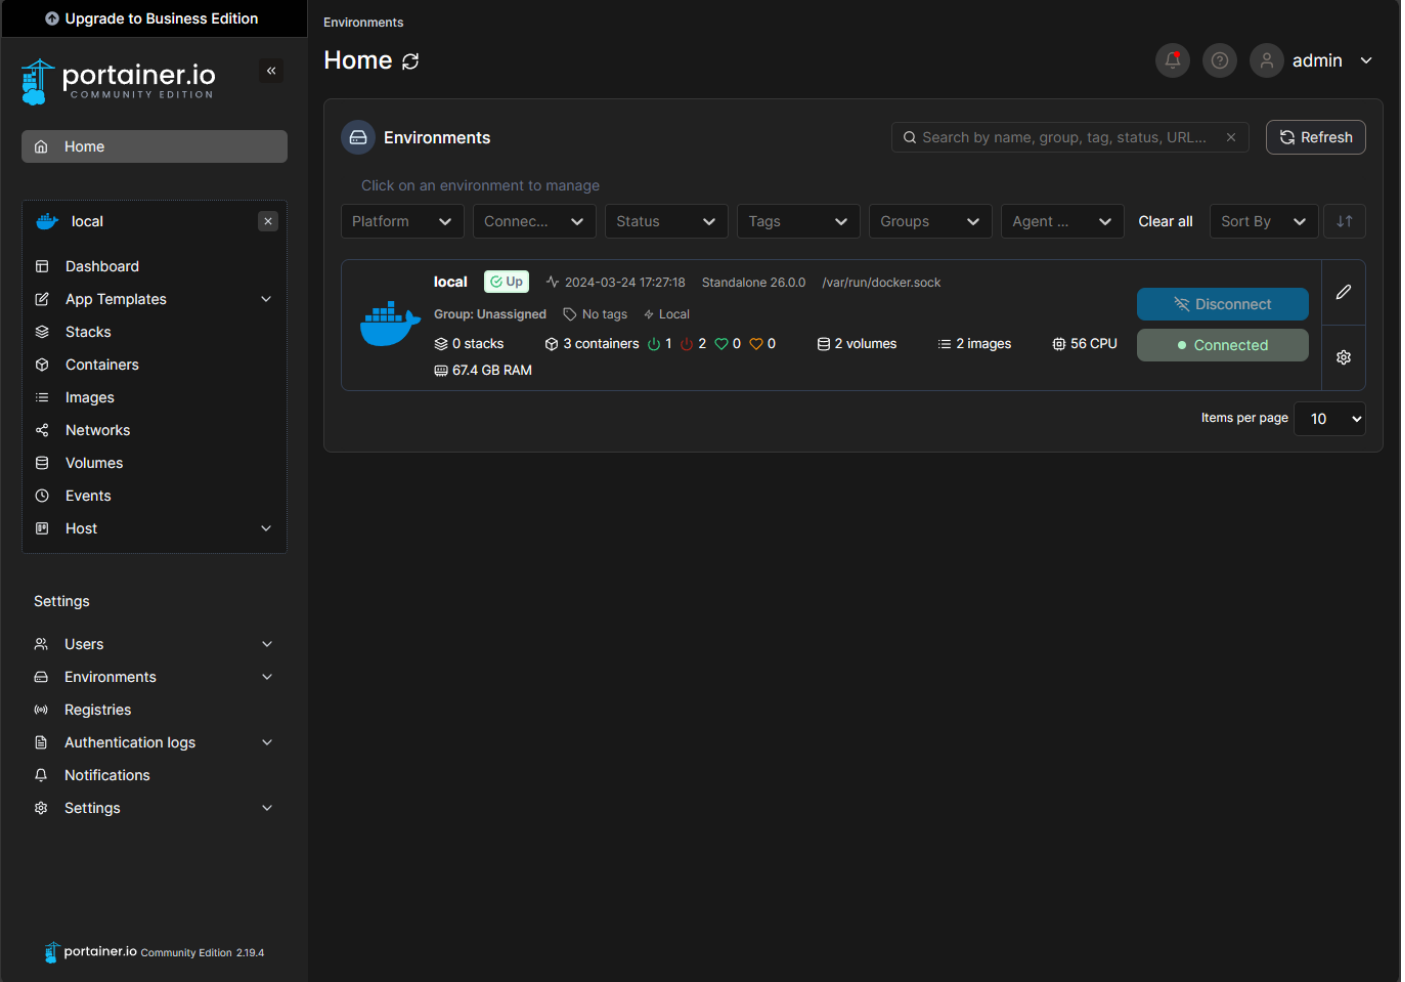 Upgrade to Business Edition
portainer.io
COMMUNITY EDITION
Home
local
Dashboard
App Templates
Stacks
Containers
Images
Networks
Volumes
Events
Host
Settings
Users
Environments
Registries
Authentication logs
Notifications
Settings
portainer.io Community Edition 2.19.4
Environments
Home
admin
Environments
Search by name, group, tag, status, URL...
Refresh
Click on an environment to manage
Platform
Connec...
Status
Tags
Groups
Agent ...
Clear all
Sort By
local Up 2024-03-24 17:27:18 Standalone 26.0.0 /var/run/docker.sock
Group: Unassigned No tags Local
0 stacks 3 containers 1 2 0 0 2 volumes 2 images 56 CPU
67.4 GB RAM
Disconnect
Connected
Items per page 10